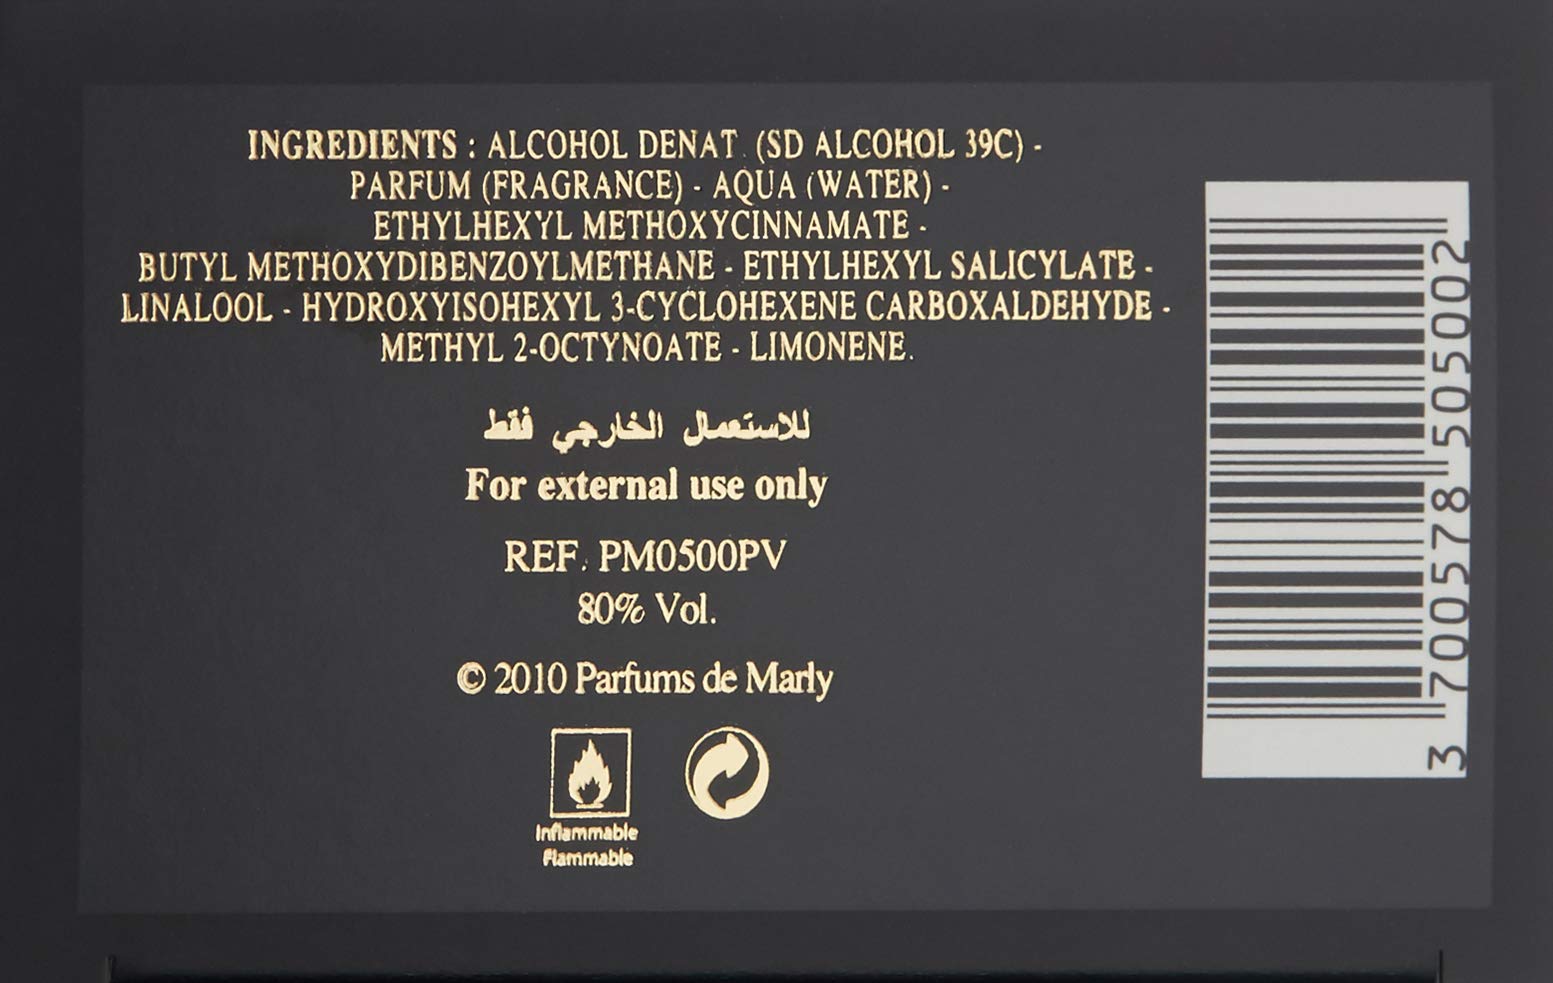 INGREDIENTS : ALCOHOL DENAT. (SD ALCOHOL 39C) -
PARFUM (FRAGRANCE) - AQUA (WATER) -
ETHYLHEXYL METHOXYCINNAMATE -
BUTYL METHOXYDIBENZOYLMETHANE - ETHYLHEXYL SALICYLATE -
LINALOOL - HYDROXYISOHEXYL 3-CYCLOHEXENE CARBOXALDEHYDE -
METHYL 2-OCTYNOATE - LIMONENE.
للاستعمال الخارجي فقط
For external use only
REF. PM0500PV
80% Vol.
© 2010 Parfums de Marly
Inflammable
Flammable
3 700578 505002